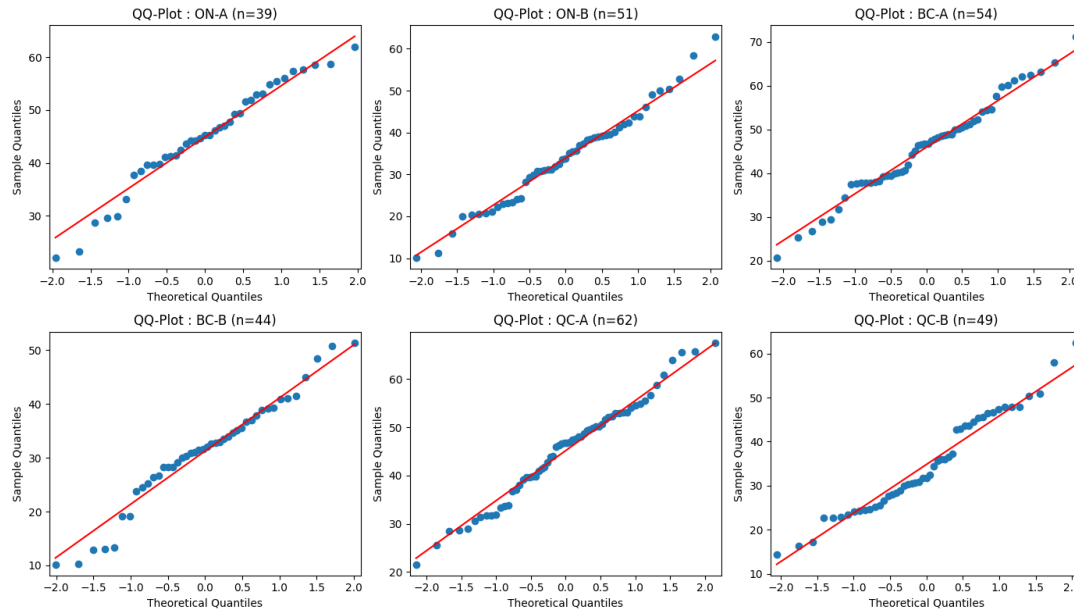 QQ-Plot : ON-A (n=39)
Sample Quantiles
60
50
40
30
-2.0 -1.5 -1.0 -0.5 0.0 0.5 1.0 1.5 2.0
Theoretical Quantiles
QQ-Plot : ON-B (n=51)
Sample Quantiles
60
50
40
30
20
10
-2.0 -1.5 -1.0 -0.5 0.0 0.5 1.0 1.5 2.0
Theoretical Quantiles
QQ-Plot : BC-A (n=54)
Sample Quantiles
70
60
50
40
30
20
-2.0 -1.5 -1.0 -0.5 0.0 0.5 1.0 1.5 2.0
Theoretical Quantiles
QQ-Plot : BC-B (n=44)
Sample Quantiles
50
40
30
20
10
-2.0 -1.5 -1.0 -0.5 0.0 0.5 1.0 1.5 2.0
Theoretical Quantiles
QQ-Plot : QC-A (n=62)
Sample Quantiles
60
50
40
30
20
-2.0 -1.5 -1.0 -0.5 0.0 0.5 1.0 1.5 2.0
Theoretical Quantiles
QQ-Plot : QC-B (n=49)
Sample Quantiles
60
50
40
30
20
10
-2.0 -1.5 -1.0 -0.5 0.0 0.5 1.0 1.5 2.0
Theoretical Quantiles